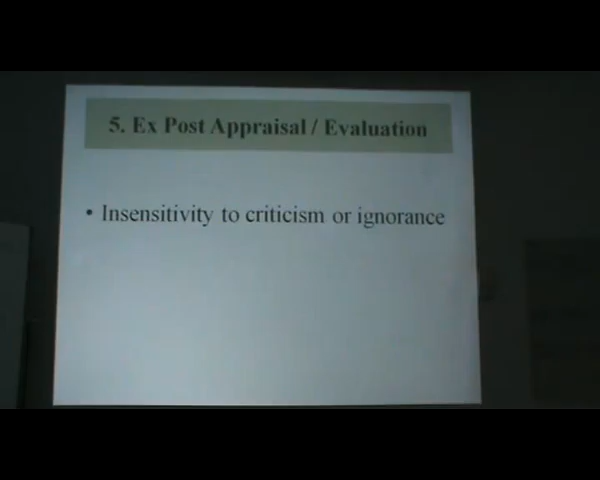 5. Ex Post Appraisal / Evaluation
• Insensitivity to criticism or ignorance